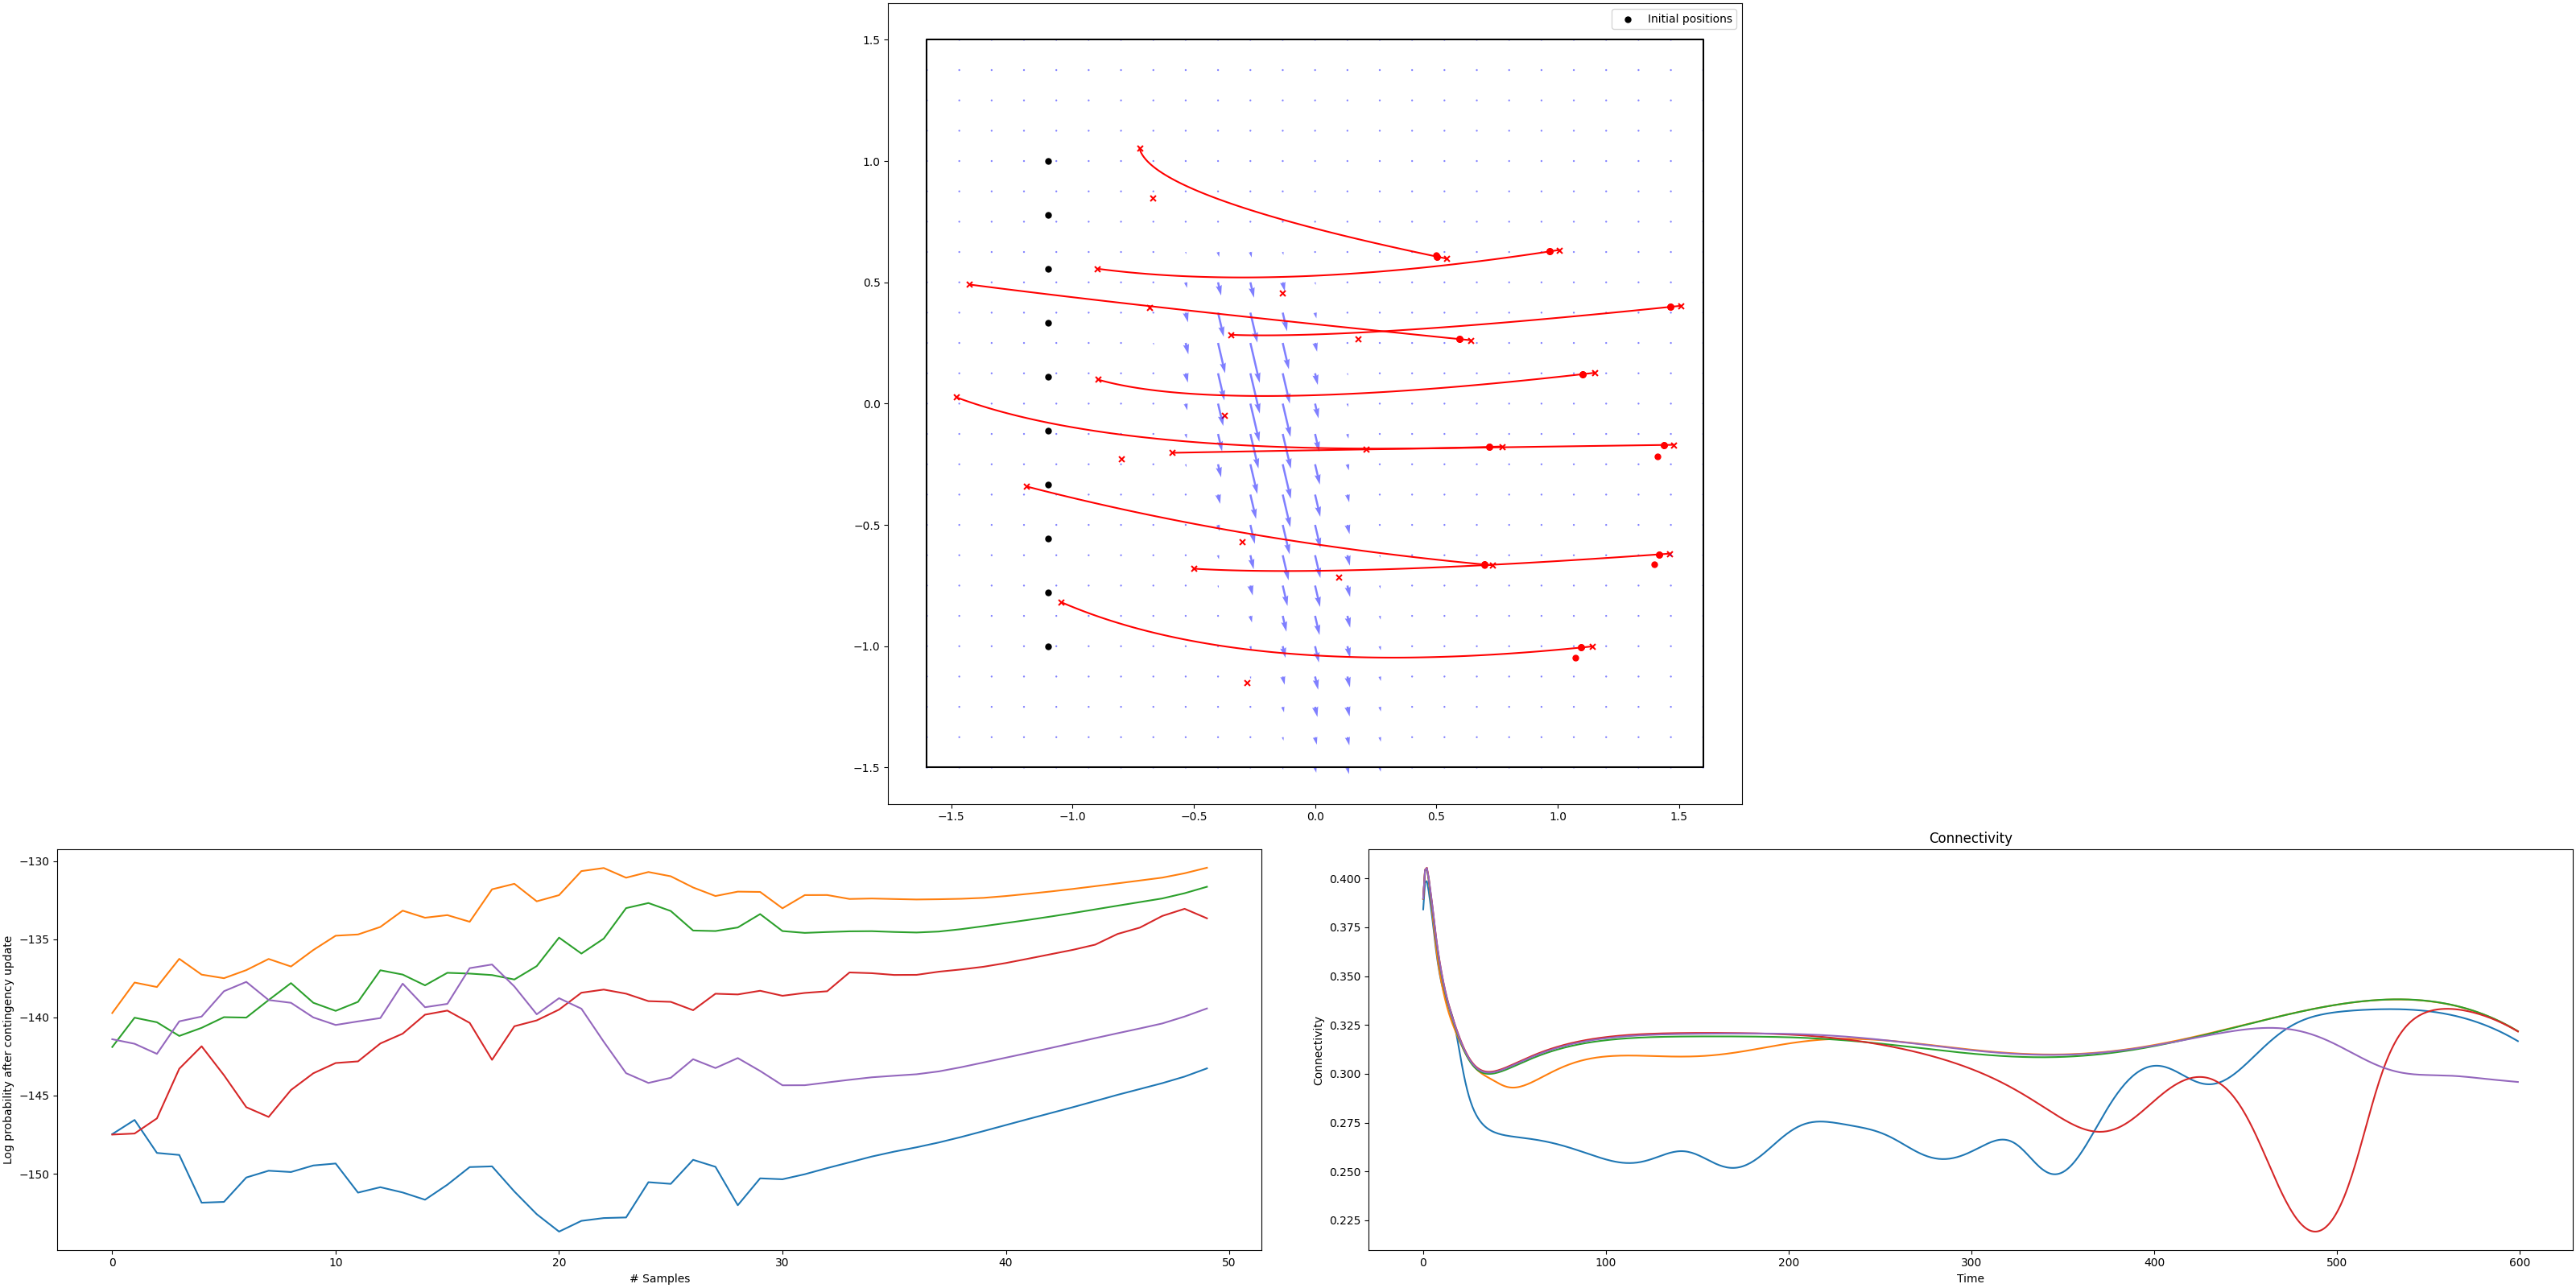 Initial positions
1.5
1.0
0.5
0.0
−0.5
−1.0
−1.5
−1.5 −1.0 −0.5 0.0 0.5 1.0 1.5
Log probability after contingency update
−130
−135
−140
−145
−150
0 10 20 30 40 50
# Samples
Connectivity
Connectivity
0.400
0.375
0.350
0.325
0.300
0.275
0.250
0.225
0 100 200 300 400 500 600
Time